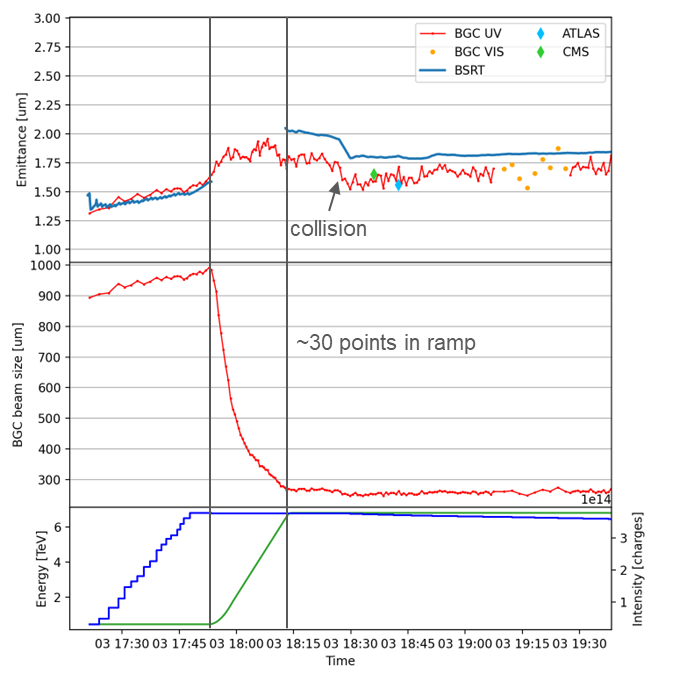 3.00
2.75
2.50
2.25
2.00
1.75
1.50
1.25
1.00
Emittance [um]
BGC UV
BGC VIS
BSRT
ATLAS
CMS
collision
1000
900
800
700
600
500
400
300
BGC beam size [um]
~30 points in ramp
1e14
6
4
2
Energy [TeV]
3
2
1
Intensity [charges]
03 17:30 03 17:45 03 18:00 03 18:15 03 18:30 03 18:45 03 19:00 03 19:15 03 19:30
Time